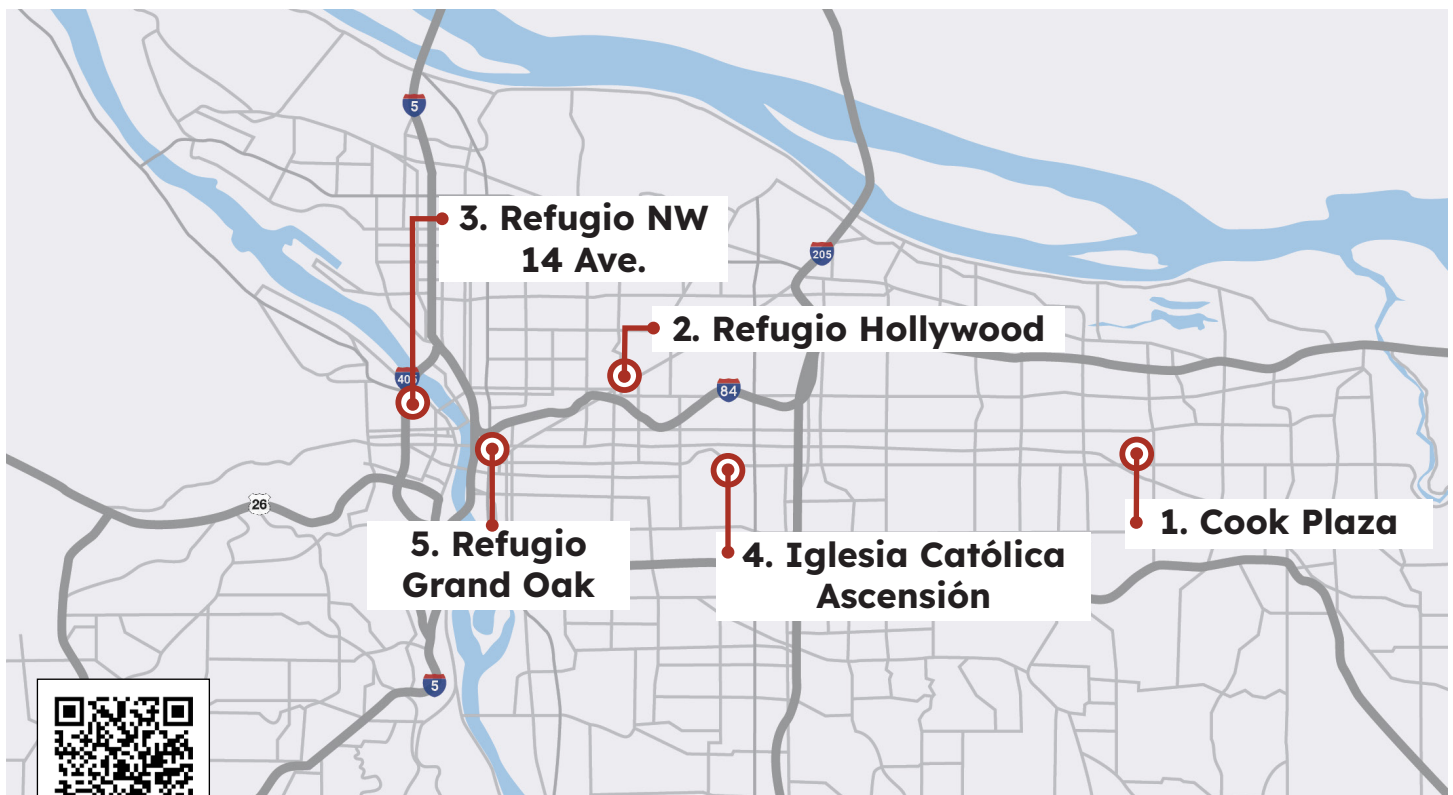 5
3. Refugio NW
14 Ave.
205
2. Refugio Hollywood
405
84
26
5. Refugio
Grand Oak
4. Iglesia Católica
Ascensión
1. Cook Plaza
5